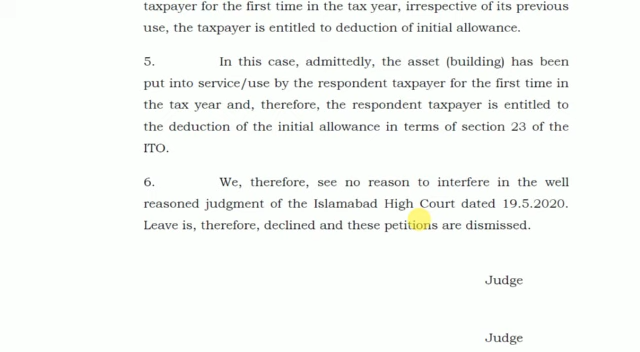 taxpayer for the first time in the tax year, irrespective of its previous
use, the taxpayer is entitled to deduction of initial allowance.
5. In this case, admittedly, the asset (building) has been
put into service/use by the respondent taxpayer for the first time in
the tax year and, therefore, the respondent taxpayer is entitled to
the deduction of the initial allowance in terms of section 23 of the
ITO.
6. We, therefore, see no reason to interfere in the well
reasoned judgment of the Islamabad High Court dated 19.5.2020.
Leave is, therefore, declined and these petitions are dismissed.
Judge
Judge